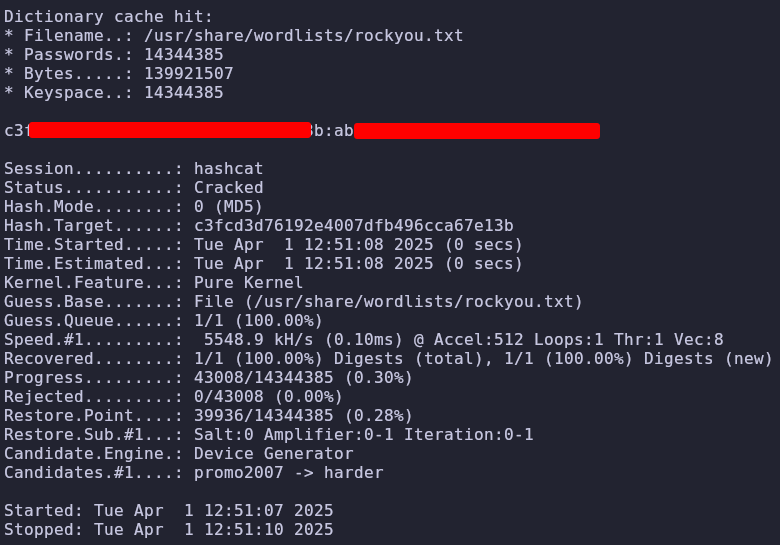 Dictionary cache hit:
* Filename..: /usr/share/wordlists/rockyou.txt
* Passwords.: 14344385
* Bytes.....: 139921507
* Keyspace..: 14344385
c3f 3b:ab
Session..........: hashcat
Status...........: Cracked
Hash.Mode........: 0 (MD5)
Hash.Target......: c3fcd3d76192e4007dfb496cca67e13b
Time.Started.....: Tue Apr  1 12:51:08 2025 (0 secs)
Time.Estimated...: Tue Apr  1 12:51:08 2025 (0 secs)
Kernel.Feature...: Pure Kernel
Guess.Base.......: File (/usr/share/wordlists/rockyou.txt)
Guess.Queue......: 1/1 (100.00%)
Speed.#1.........:  5548.9 kH/s (0.10ms) @ Accel:512 Loops:1 Thr:1 Vec:8
Recovered........: 1/1 (100.00%) Digests (total), 1/1 (100.00%) Digests (new)
Progress.........: 43008/14344385 (0.30%)
Rejected.........: 0/43008 (0.00%)
Restore.Point....: 39936/14344385 (0.28%)
Restore.Sub.#1...: Salt:0 Amplifier:0-1 Iteration:0-1
Candidate.Engine.: Device Generator
Candidates.#1....: promo2007 -> harder
Started: Tue Apr  1 12:51:07 2025
Stopped: Tue Apr  1 12:51:10 2025